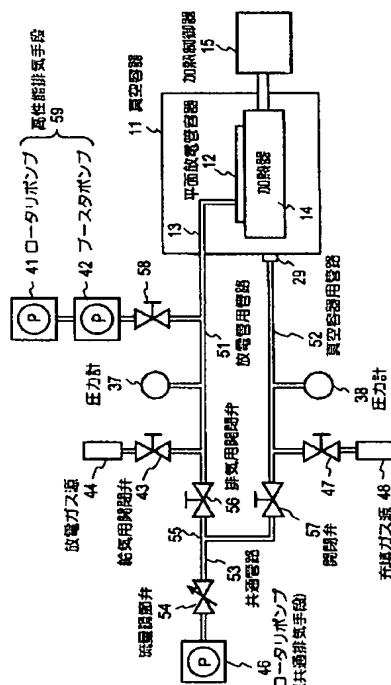 41 ロータリポンプ
42 ブースタポンプ
高性能排気手段
59
P
P
58
圧力計
37
放電ガス源
44
給気用開閉弁
43
排気用開閉弁
56
55
53
共通管路
流量調節弁
54
P
46
ロータリポンプ
(共通排気手段)
57
開閉弁
47
充填ガス源 48
圧力計
38
51
放電管用管路
52
真空容器用管路
29
13
11 真空容器
平面放電管容器
12
加熱器
14
加熱制御器
15